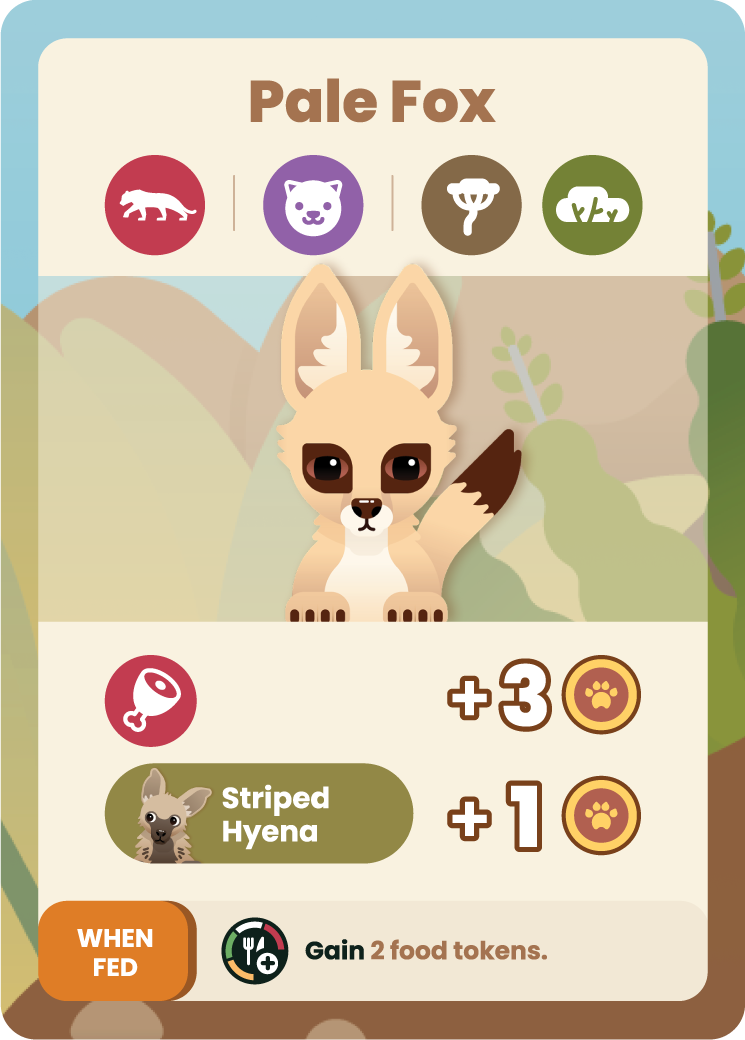 Pale Fox
+3
Striped
Hyena
+1
WHEN
FED
Gain 2 food tokens.